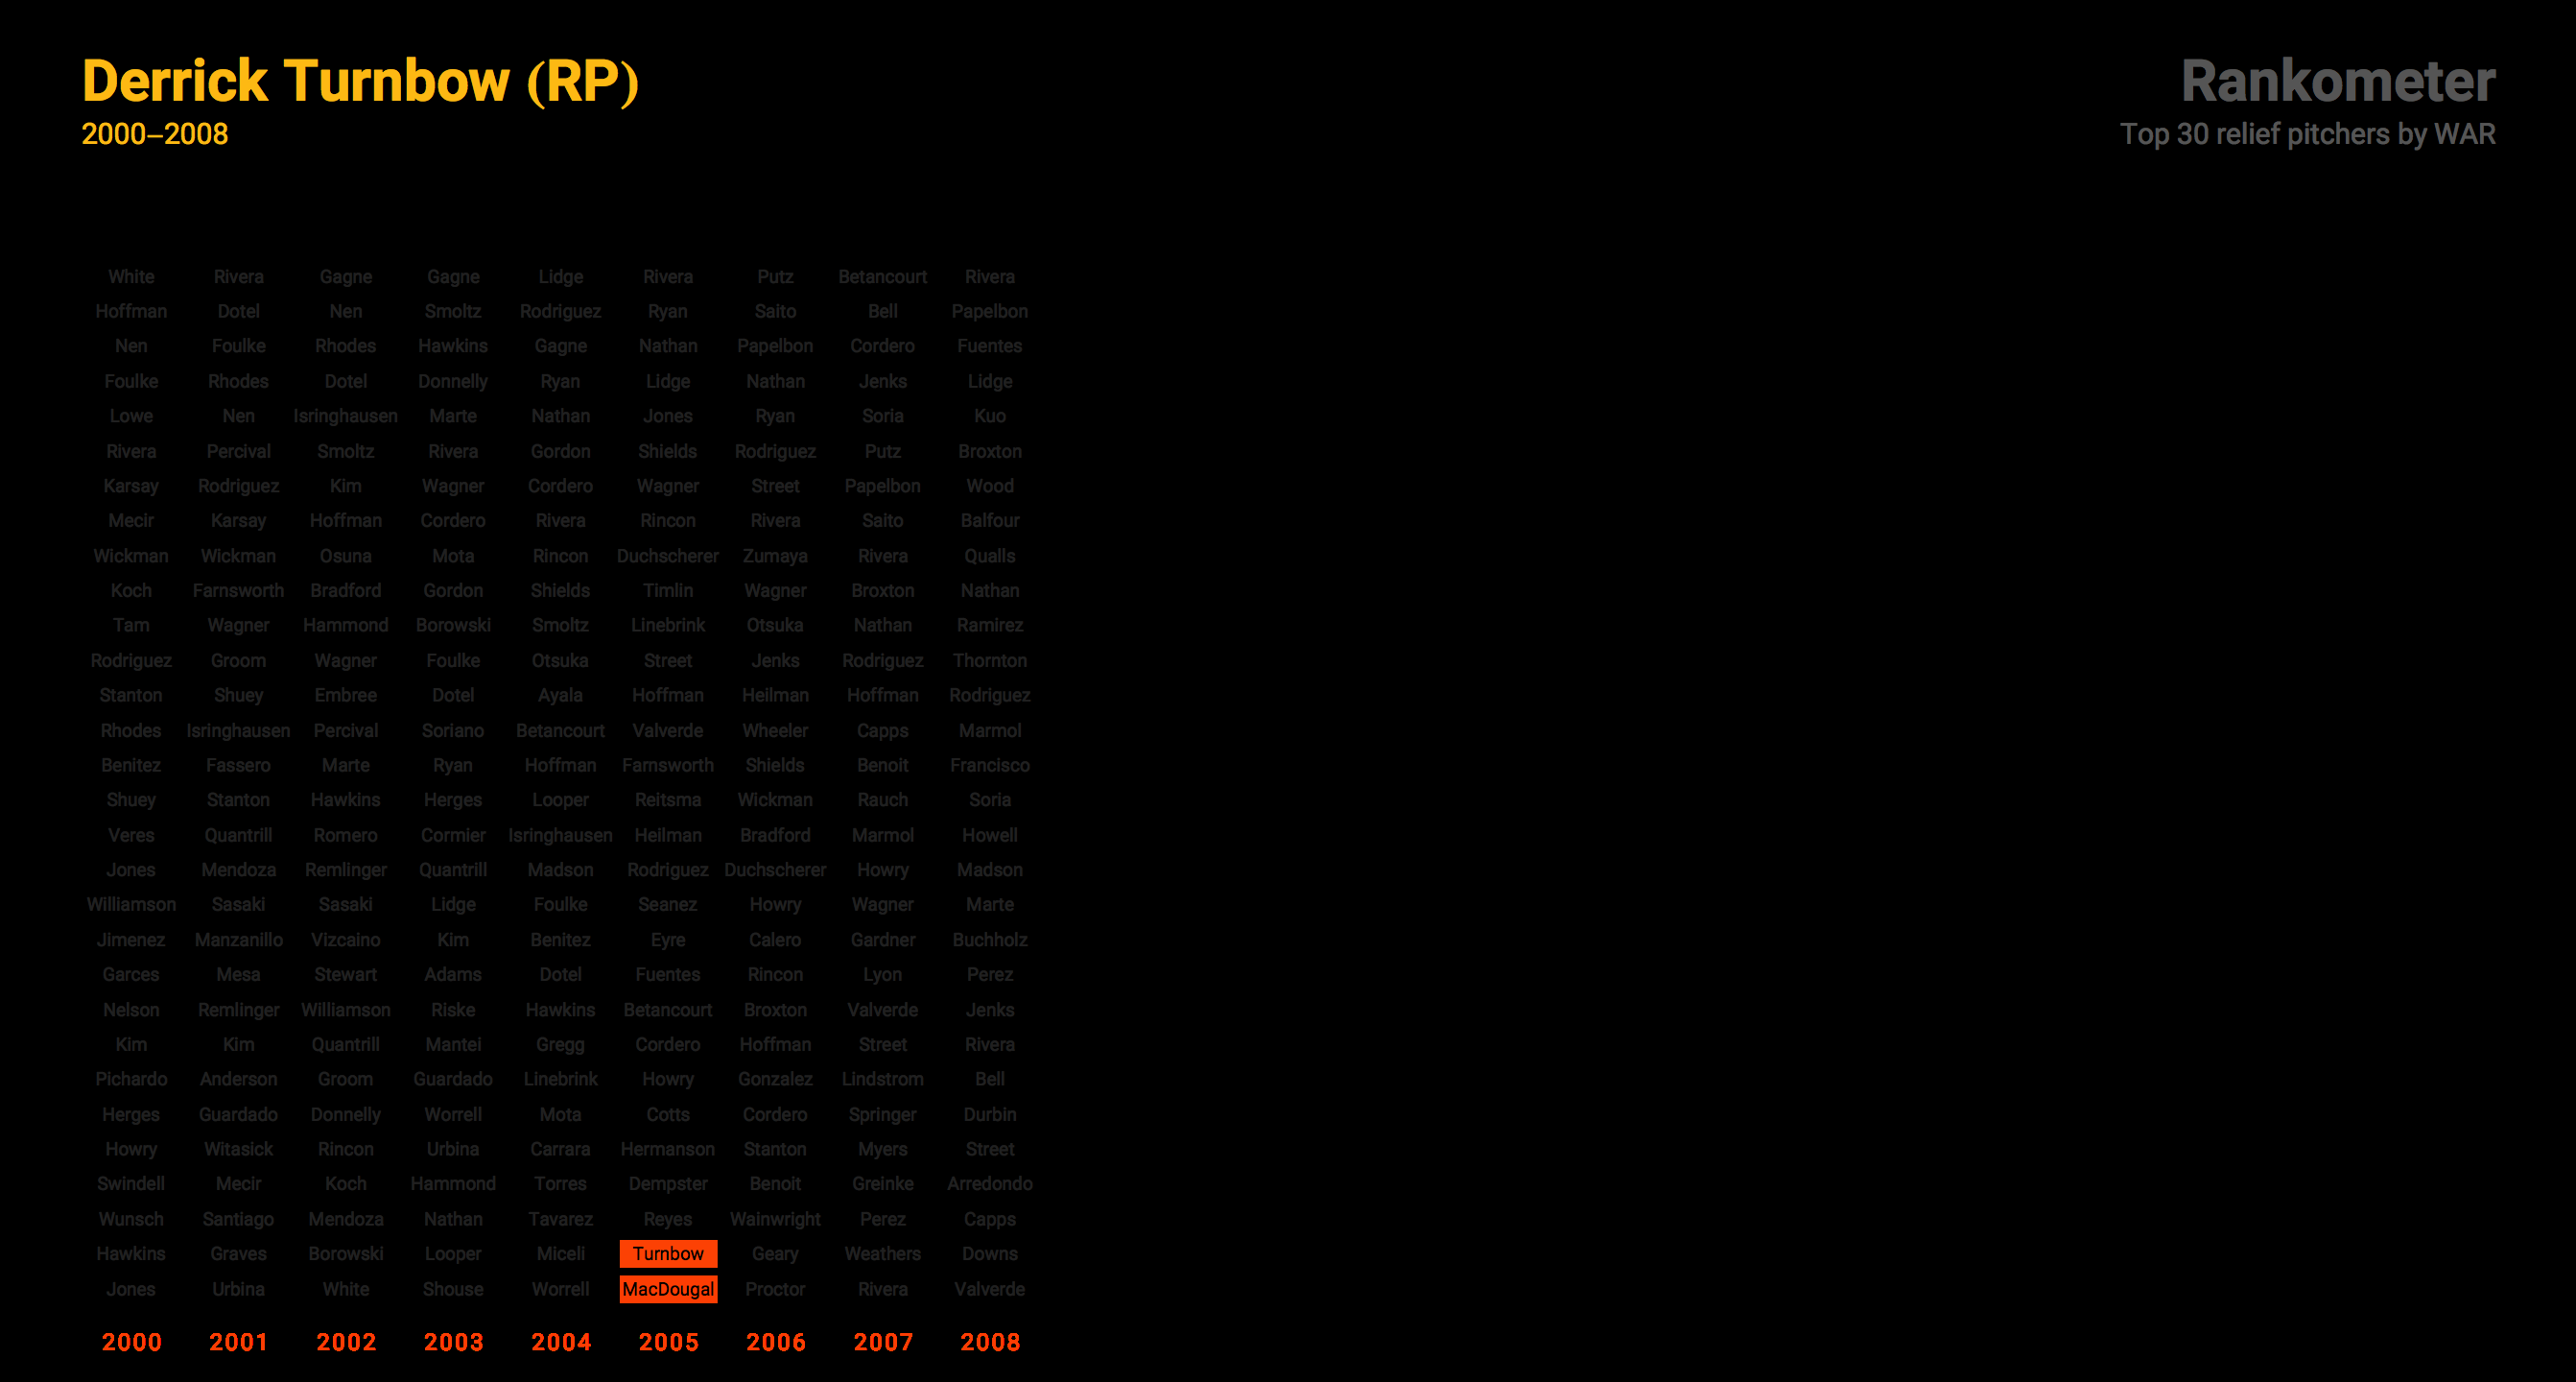 Derrick Turnbow (RP)
2000–2008
Rankometer
Top 30 relief pitchers by WAR
White Rivera Gagne Gagne Lidge Rivera Putz Betancourt Rivera
Hoffman Dotel Nen Smoltz Rodriguez Ryan Saito Bell Papelbon
Nen Foulke Rhodes Hawkins Gagne Nathan Papelbon Cordero Fuentes
Foulke Rhodes Dotel Donnelly Ryan Lidge Nathan Jenks Lidge
Lowe Nen Isringhausen Marte Nathan Jones Ryan Soria Kuo
Rivera Percival Smoltz Rivera Gordon Shields Rodriguez Putz Broxton
Karsay Rodriguez Kim Wagner Cordero Wagner Street Papelbon Wood
Mecir Karsay Hoffman Cordero Rivera Rincon Rivera Saito Balfour
Wickman Wickman Osuna Mota Rincon Duchscherer Zumaya Rivera Qualls
Koch Farnsworth Bradford Gordon Shields Timlin Wagner Broxton Nathan
Tam Wagner Hammond Borowski Smoltz Linebrink Otsuka Nathan Ramirez
Rodriguez Groom Wagner Foulke Otsuka Street Jenks Rodriguez Thornton
Stanton Shuey Embree Dotel Ayala Hoffman Heilman Hoffman Rodriguez
Rhodes Isringhausen Percival Soriano Betancourt Valverde Wheeler Capps Marmol
Benitez Fassero Marte Ryan Hoffman Farnsworth Shields Benoit Francisco
Shuey Stanton Hawkins Herges Looper Reitsma Wickman Rauch Soria
Veres Quantrill Romero Cormier Isringhausen Heilman Bradford Marmol Howell
Jones Mendoza Remlinger Quantrill Madson Rodriguez Duchscherer Howry Madson
Williamson Sasaki Sasaki Lidge Foulke Seanez Howry Wagner Marte
Jimenez Manzanillo Vizcaino Kim Benitez Eyre Calero Gardner Buchholz
Garces Mesa Stewart Adams Dotel Fuentes Rincon Lyon Perez
Nelson Remlinger Williamson Riske Hawkins Betancourt Broxton Valverde Jenks
Kim Kim Quantrill Mantei Gregg Cordero Hoffman Street Rivera
Pichardo Anderson Groom Guardado Linebrink Howry Gonzalez Lindstrom Bell
Herges Guardado Donnelly Worrell Mota Cotts Cordero Springer Durbin
Howry Witasick Rincon Urbina Carrara Hermanson Stanton Myers Street
Swindell Mecir Koch Hammond Torres Dempster Benoit Greinke Arredondo
Wunsch Santiago Mendoza Nathan Tavarez Reyes Wainwright Perez Capps
Hawkins Graves Borowski Looper Miceli Turnbow Geary Weathers Downs
Jones Urbina White Shouse Worrell MacDougal Proctor Rivera Valverde
2000 2001 2002 2003 2004 2005 2006 2007 2008